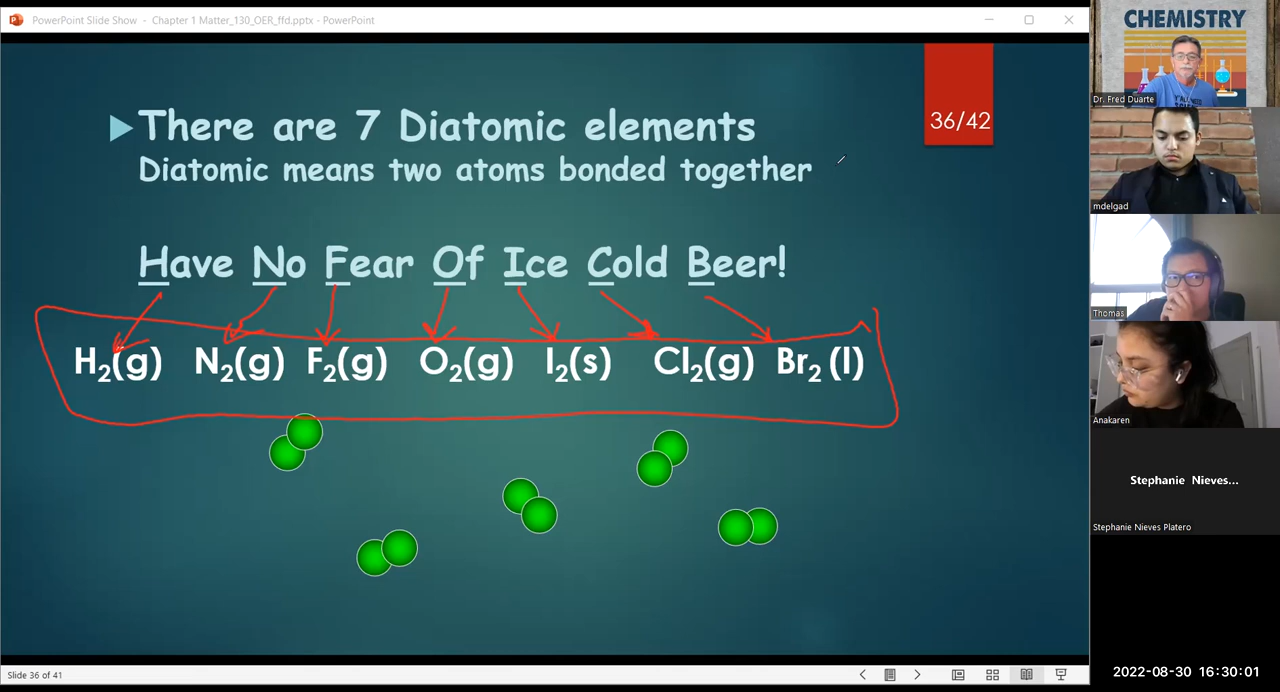 PowerPoint Slide Show - Chapter 1 Matter_130_OER_ffd.pptx - PowerPoint
There are 7 Diatomic elements
Diatomic means two atoms bonded together
36/42
Have No Fear Of Ice Cold Beer!
H₂(g) N₂(g) F₂(g) O₂(g) I₂(s) Cl₂(g) Br₂ (l)
Slide 36 of 41
CHEMISTRY
Dr. Fred Duarte
mdelgad
Thomas
Anakaren
Stephanie Nieves...
Stephanie Nieves Platero
2022-08-30 16:30:01